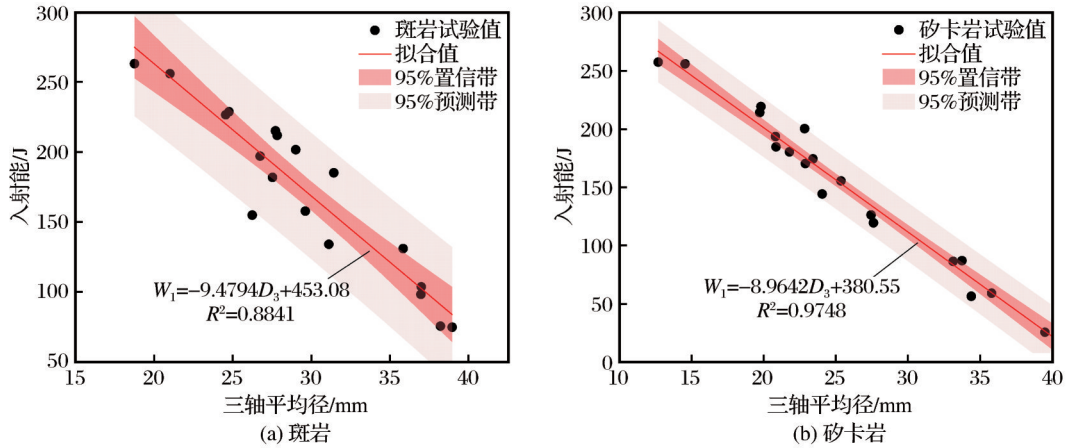 300
250
200
150
100
50
入射能/J
斑岩试验值
拟合值
95%置信带
95%预测带
W₁=−9.4794D₃+453.08
R²=0.8841
15 20 25 30 35 40
三轴平均径/mm
(a) 斑岩
300
250
200
150
100
50
0
入射能/J
矽卡岩试验值
拟合值
95%置信带
95%预测带
W₁=−8.9642D₃+380.55
R²=0.9748
10 15 20 25 30 35 40
三轴平均径/mm
(b) 矽卡岩